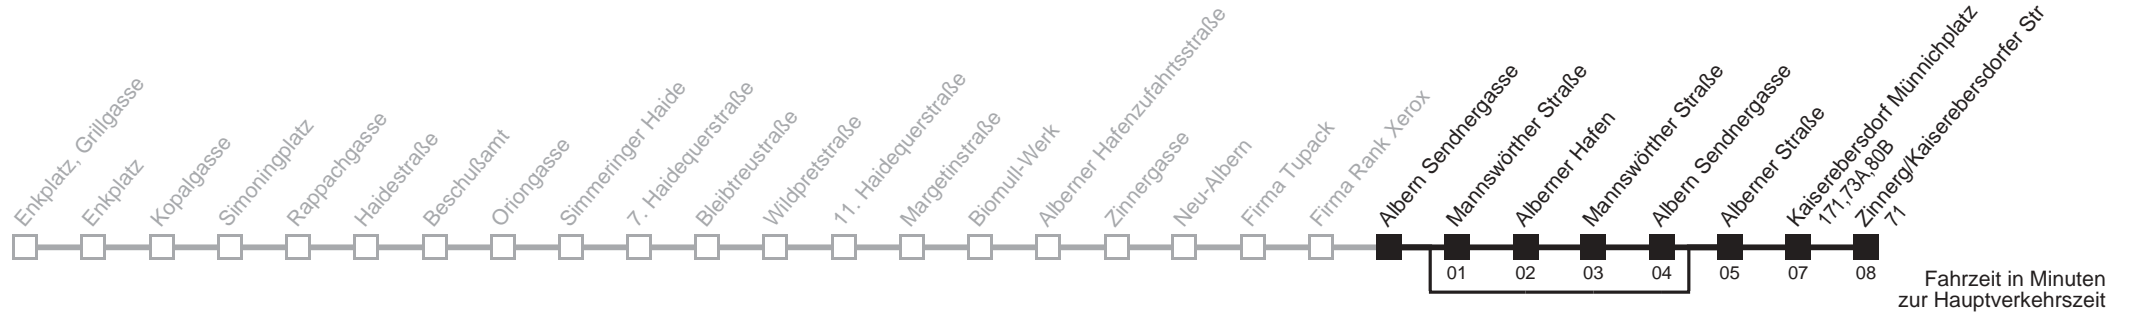 Enkplatz, Grillgasse
Enkplatz
Kopalgasse
Simoningplatz
Rappachgasse
Haidestraße
Beschußamt
Oriongasse
Simmeringer Haide
7. Haidequerstraße
Bleibtreustraße
Wildpretstraße
11. Haidequerstraße
Margetinstraße
Biomull-Werk
Alberner Hafenzufahrtsstraße
Zinnergasse
Neu-Albern
Firma Tupack
Firma Rank Xerox
Albern Sendnergasse
Mannswörther Straße
Alberner Hafen
Mannswörther Straße
Albern Sendnergasse
Alberner Straße
Kaiserebersdorf Münnichplatz
171,73A,80B
Zinnerg/Kaiserebersdorfer Str
71
01 02 03 04 05 07 08
Fahrzeit in Minuten
zur Hauptverkehrszeit